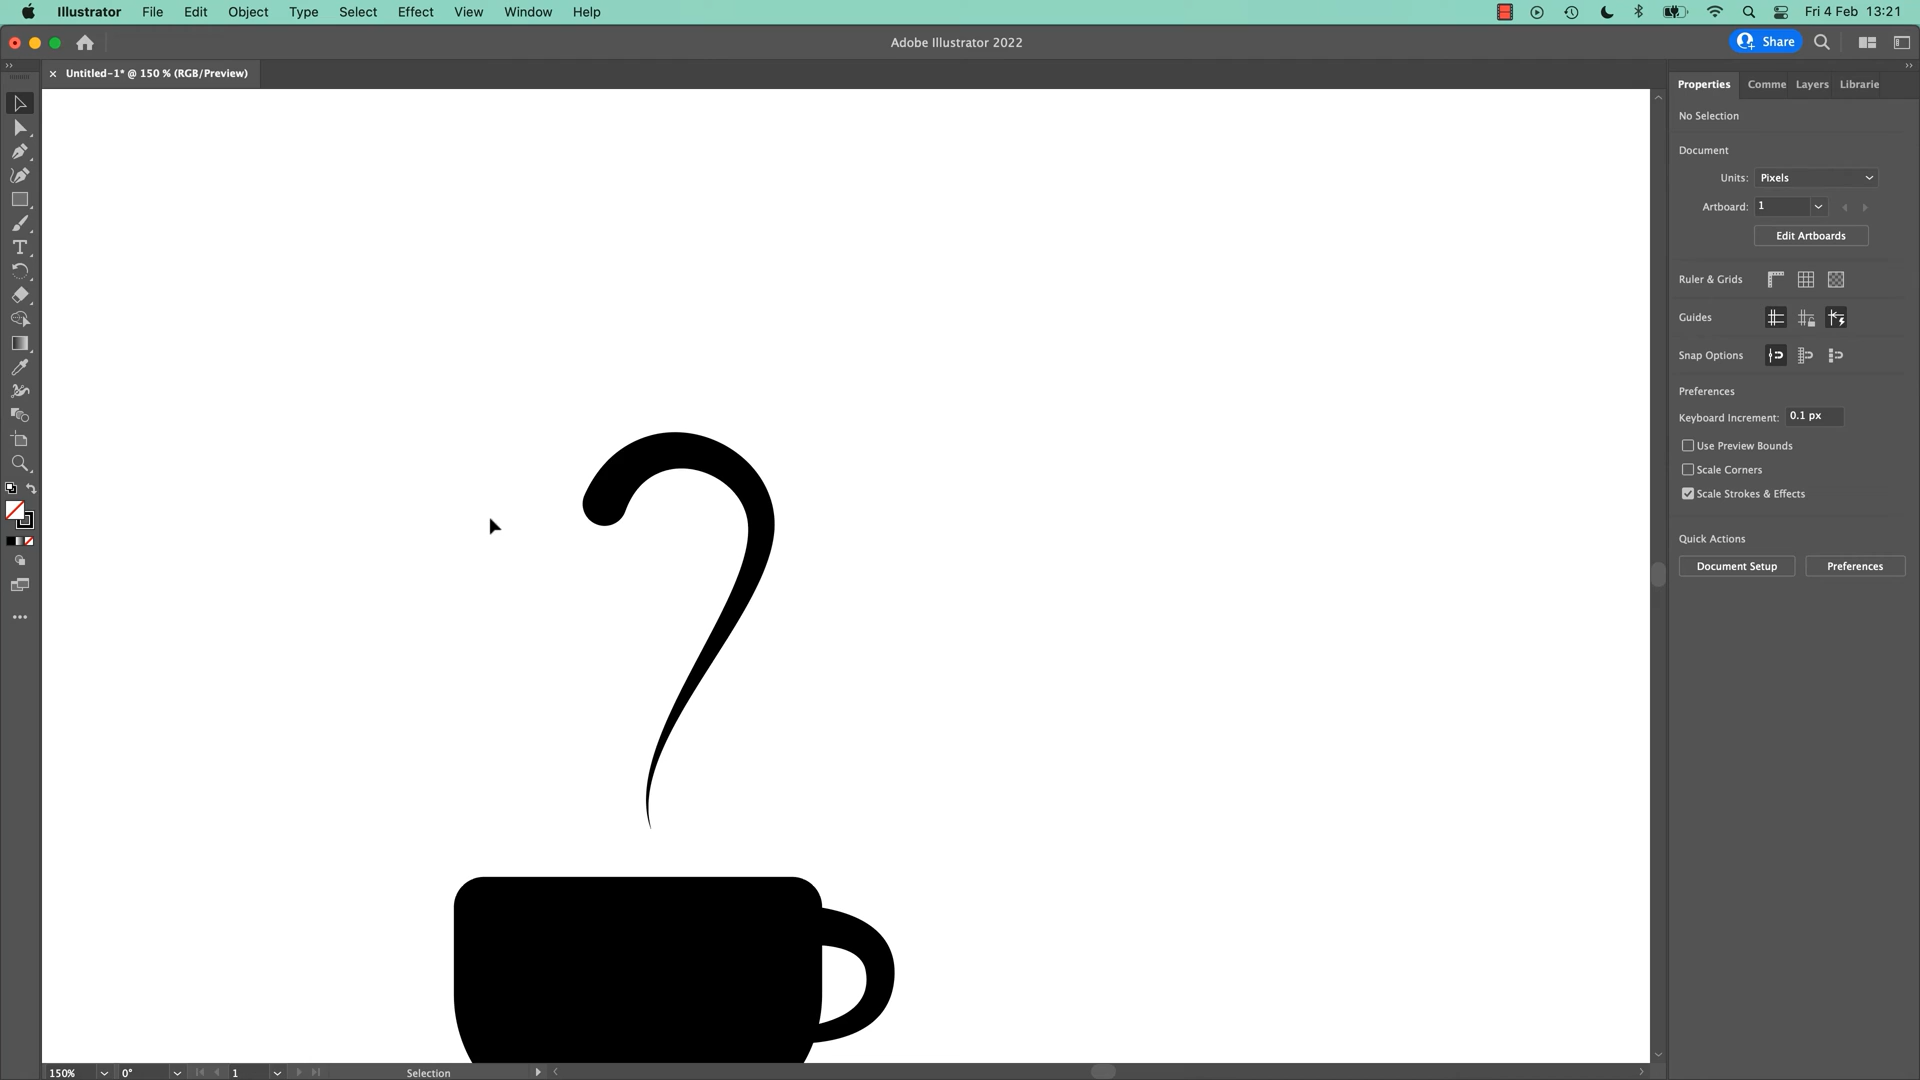 Illustrator File Edit Object Type Select Effect View Window Help Fri 4 Feb 13:21
Adobe Illustrator 2022 Share
× Untitled-1* @ 150 % (RGB/Preview)
Properties Comme Layers Librarie
No Selection
Document
Units: Pixels
Artboard: 1
Edit Artboards
Ruler & Grids
Guides
Snap Options
Preferences
Keyboard Increment: 0.1 px
Use Preview Bounds
Scale Corners
Scale Strokes & Effects
Quick Actions
Document Setup Preferences
150% 0° 1 Selection